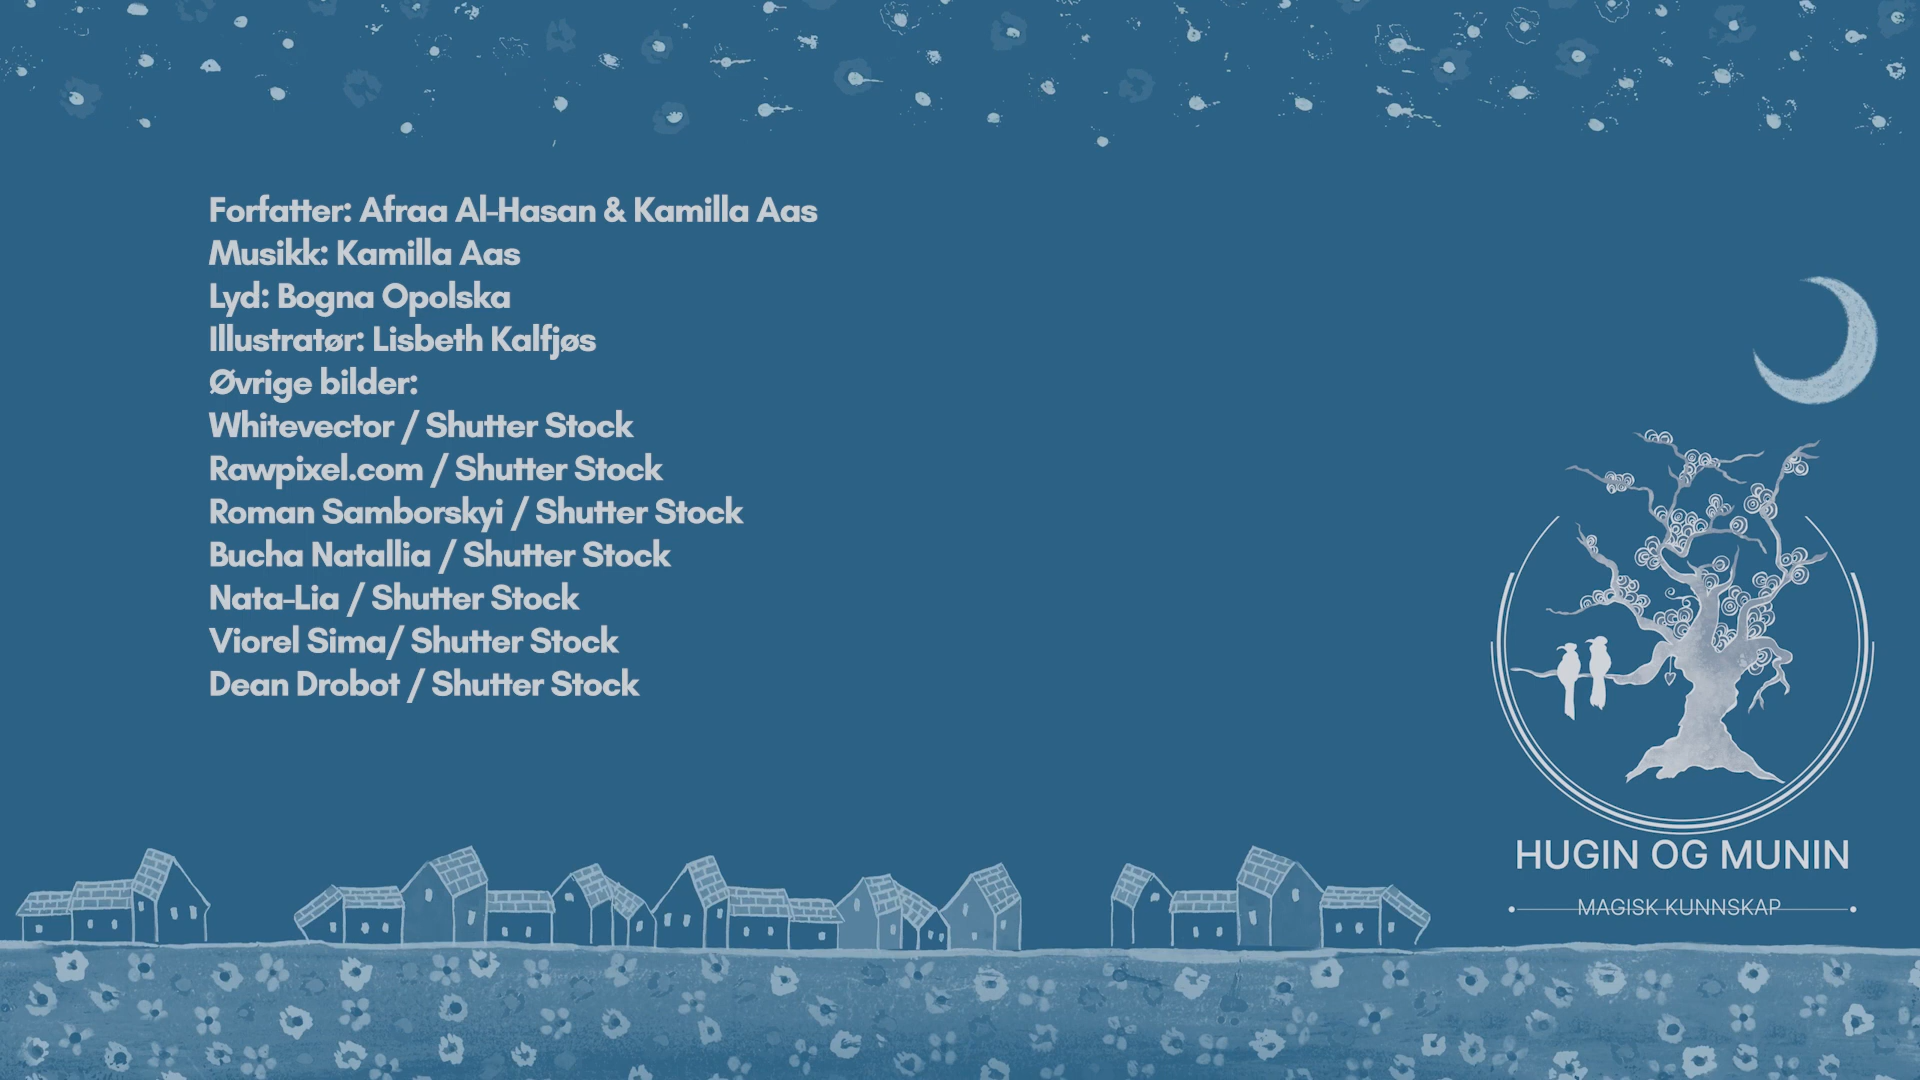 Forfatter: Afraa Al-Hasan & Kamilla Aas
Musikk: Kamilla Aas
Lyd: Bogna Opolska
Illustratør: Lisbeth Kalfjøs
Øvrige bilder:
Whitevector / Shutter Stock
Rawpixel.com / Shutter Stock
Roman Samborskyi / Shutter Stock
Bucha Natallia / Shutter Stock
Nata-Lia / Shutter Stock
Viorel Sima/ Shutter Stock
Dean Drobot / Shutter Stock
HUGIN OG MUNIN
MAGISK KUNNSKAP